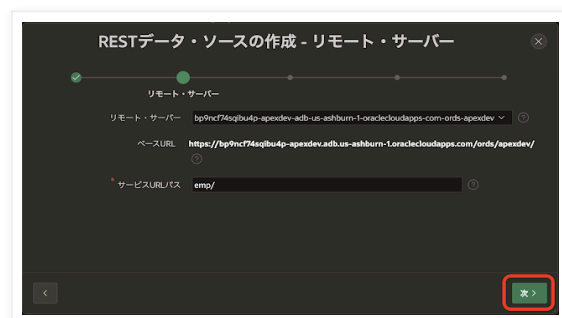 RESTデータ・ソースの作成 - リモート・サーバー
リモート・サーバー
リモート・サーバー bp9ncf74sqibu4p-apexdev-adb-us-ashburn-1-oraclecloudapps-com-ords-apexdev
ベースURL https://bp9ncf74sqibu4p-apexdev.adb.us-ashburn-1.oraclecloudapps.com/ords/apexdev/
* サービスURLパス emp/
次